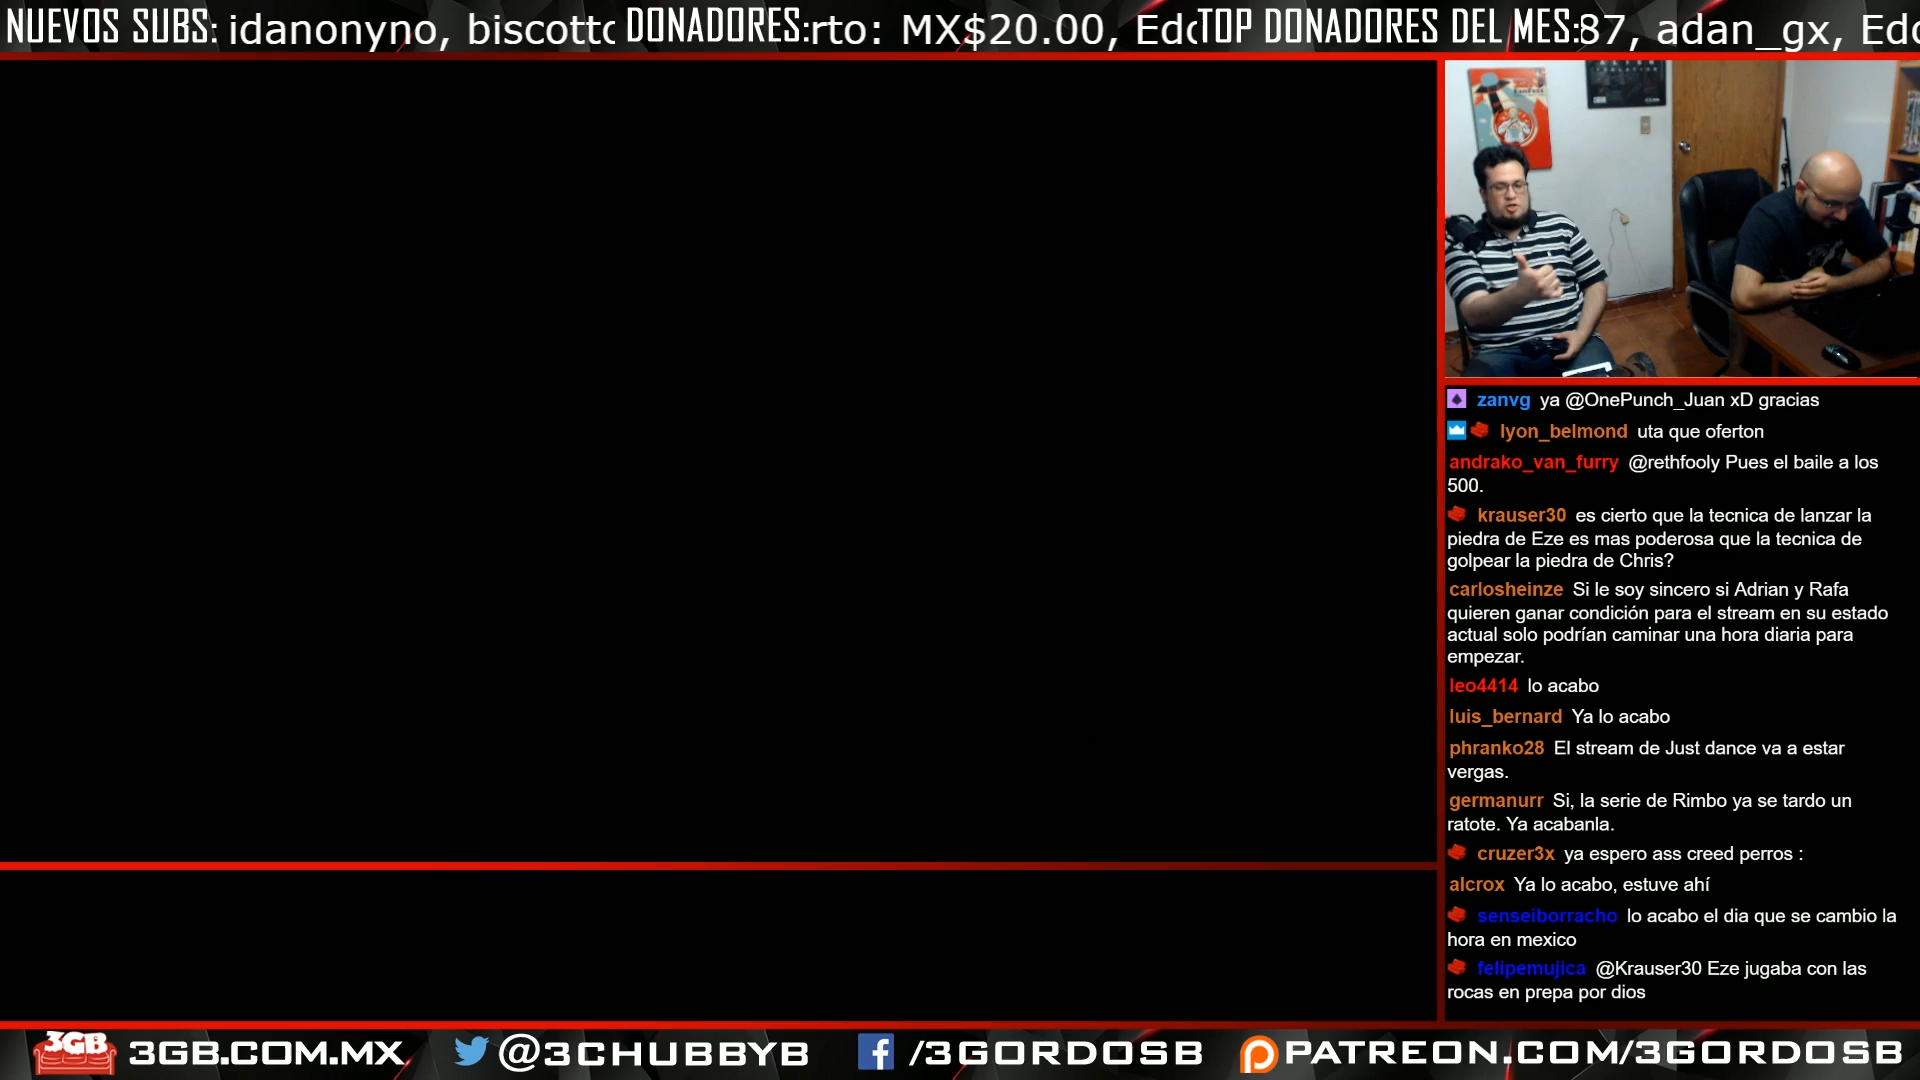 NUEVOS SUBS: idanonyno, biscotto DONADORES: rto: MX$20.00, Edo TOP DONADORES DEL MES: 87, adan_gx, Edo
ALIEN
zanvg ya @OnePunch_Juan xD gracias
lyon_belmond uta que oferton
andrako_van_furry @rethfooly Pues el baile a los
500.
krauser30 es cierto que la tecnica de lanzar la
piedra de Eze es mas poderosa que la tecnica de
golpear la piedra de Chris?
carlosheinze Si le soy sincero si Adrian y Rafa
quieren ganar condición para el stream en su estado
actual solo podrían caminar una hora diaria para
empezar.
leo4414 lo acabo
luis_bernard Ya lo acabo
phranko28 El stream de Just dance va a estar
vergas.
germanurr Si, la serie de Rimbo ya se tardo un
ratote. Ya acabanla.
cruzer3x ya espero ass creed perros :
alcrox Ya lo acabo, estuve ahí
senseiborracho lo acabo el dia que se cambio la
hora en mexico
felipemujica @Krauser30 Eze jugaba con las
rocas en prepa por dios
3GB 3GB.COM.MX @3CHUBBYB /3GORDOSB PATREON.COM/3GORDOSB